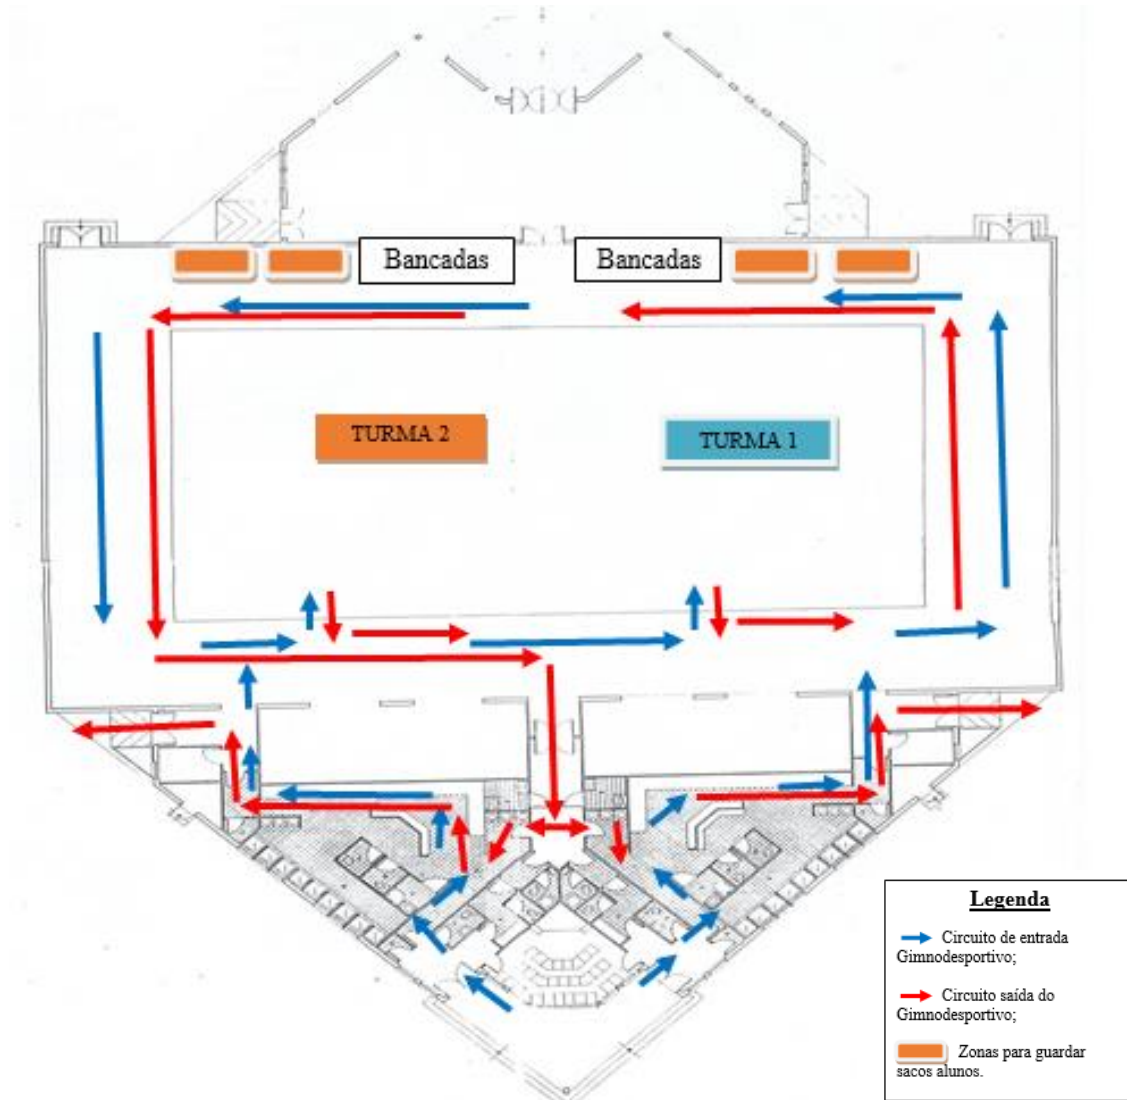 Bancadas
Bancadas
TURMA 2
TURMA 1
Legenda
Circuito de entrada
Gimnodesportivo;
Circuito saída do
Gimnodesportivo;
Zonas para guardar
sacos alunos.